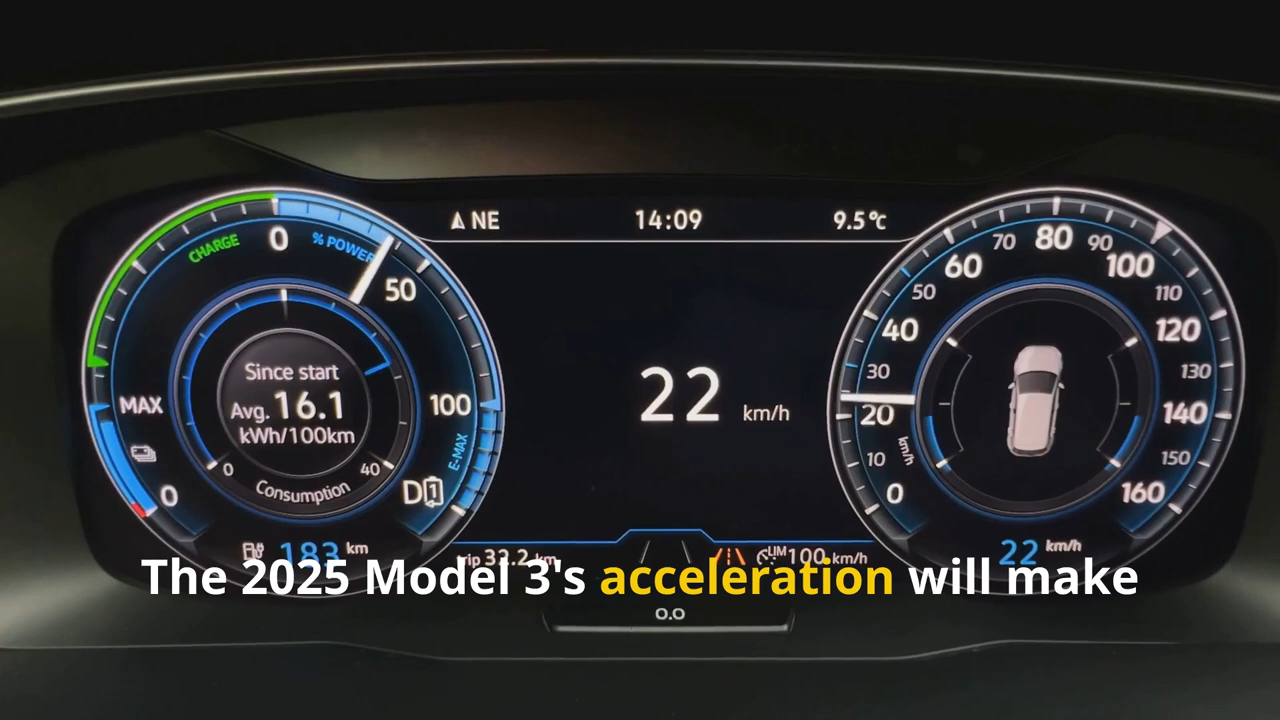 NE
14:09
9.5°C
CHARGE
0
% POWER
50
100
E-MAX
MAX
0
Since start
Avg. 16.1
kWh/100km
0
40
Consumption
D1
183 km
22 km/h
0
10
20
30
40
50
60
70
80
90
100
110
120
130
140
150
160
km/h
22 km/h
trip 32.2 km
LIM 100 km/h
The 2025 Model 3's acceleration will make
0.0